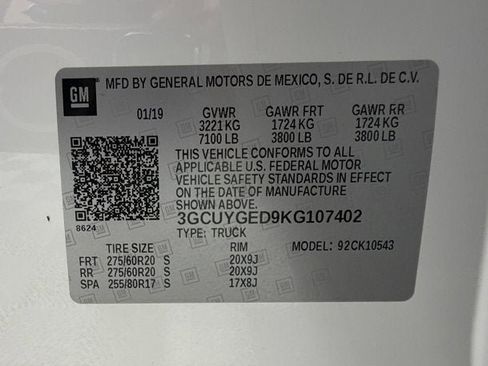 GM
MFD BY GENERAL MOTORS DE MEXICO, S. DE R.L. DE C.V.
01/19 GVWR GAWR FRT GAWR RR
3221 KG 1724 KG 1724 KG
7100 LB 3800 LB 3800 LB
THIS VEHICLE CONFORMS TO ALL
APPLICABLE U.S. FEDERAL MOTOR
VEHICLE SAFETY STANDARDS IN EFFECT
ON THE DATE OF MANUFACTURE
SHOWN ABOVE.
3GCUYGED9KG107402
8624 TYPE: TRUCK MODEL: 92CK10543
TIRE SIZE RIM
FRT 275/60R20 S 20X9J
RR 275/60R20 S 20X9J
SPA 255/80R17 S 17X8J